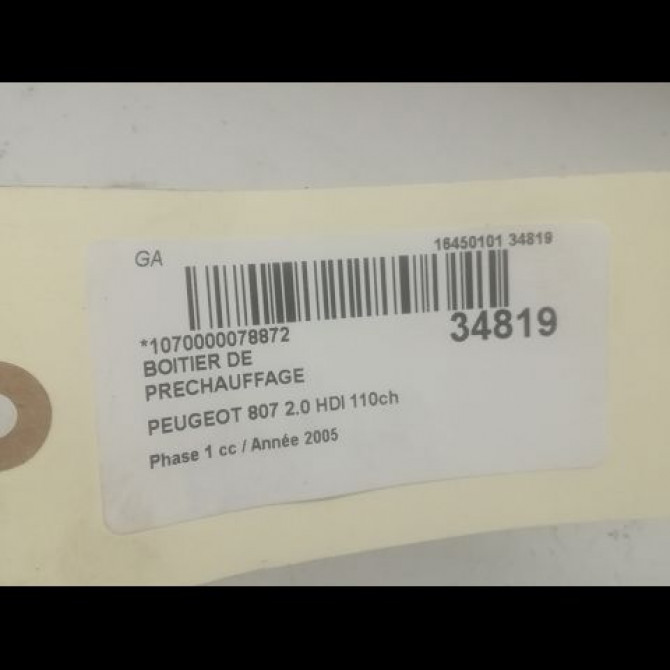 GA
16450101 34819
*1070000078872
34819
BOITIER DE
PRECHAUFFAGE
PEUGEOT 807 2.0 HDI 110ch
Phase 1 cc / Année 2005